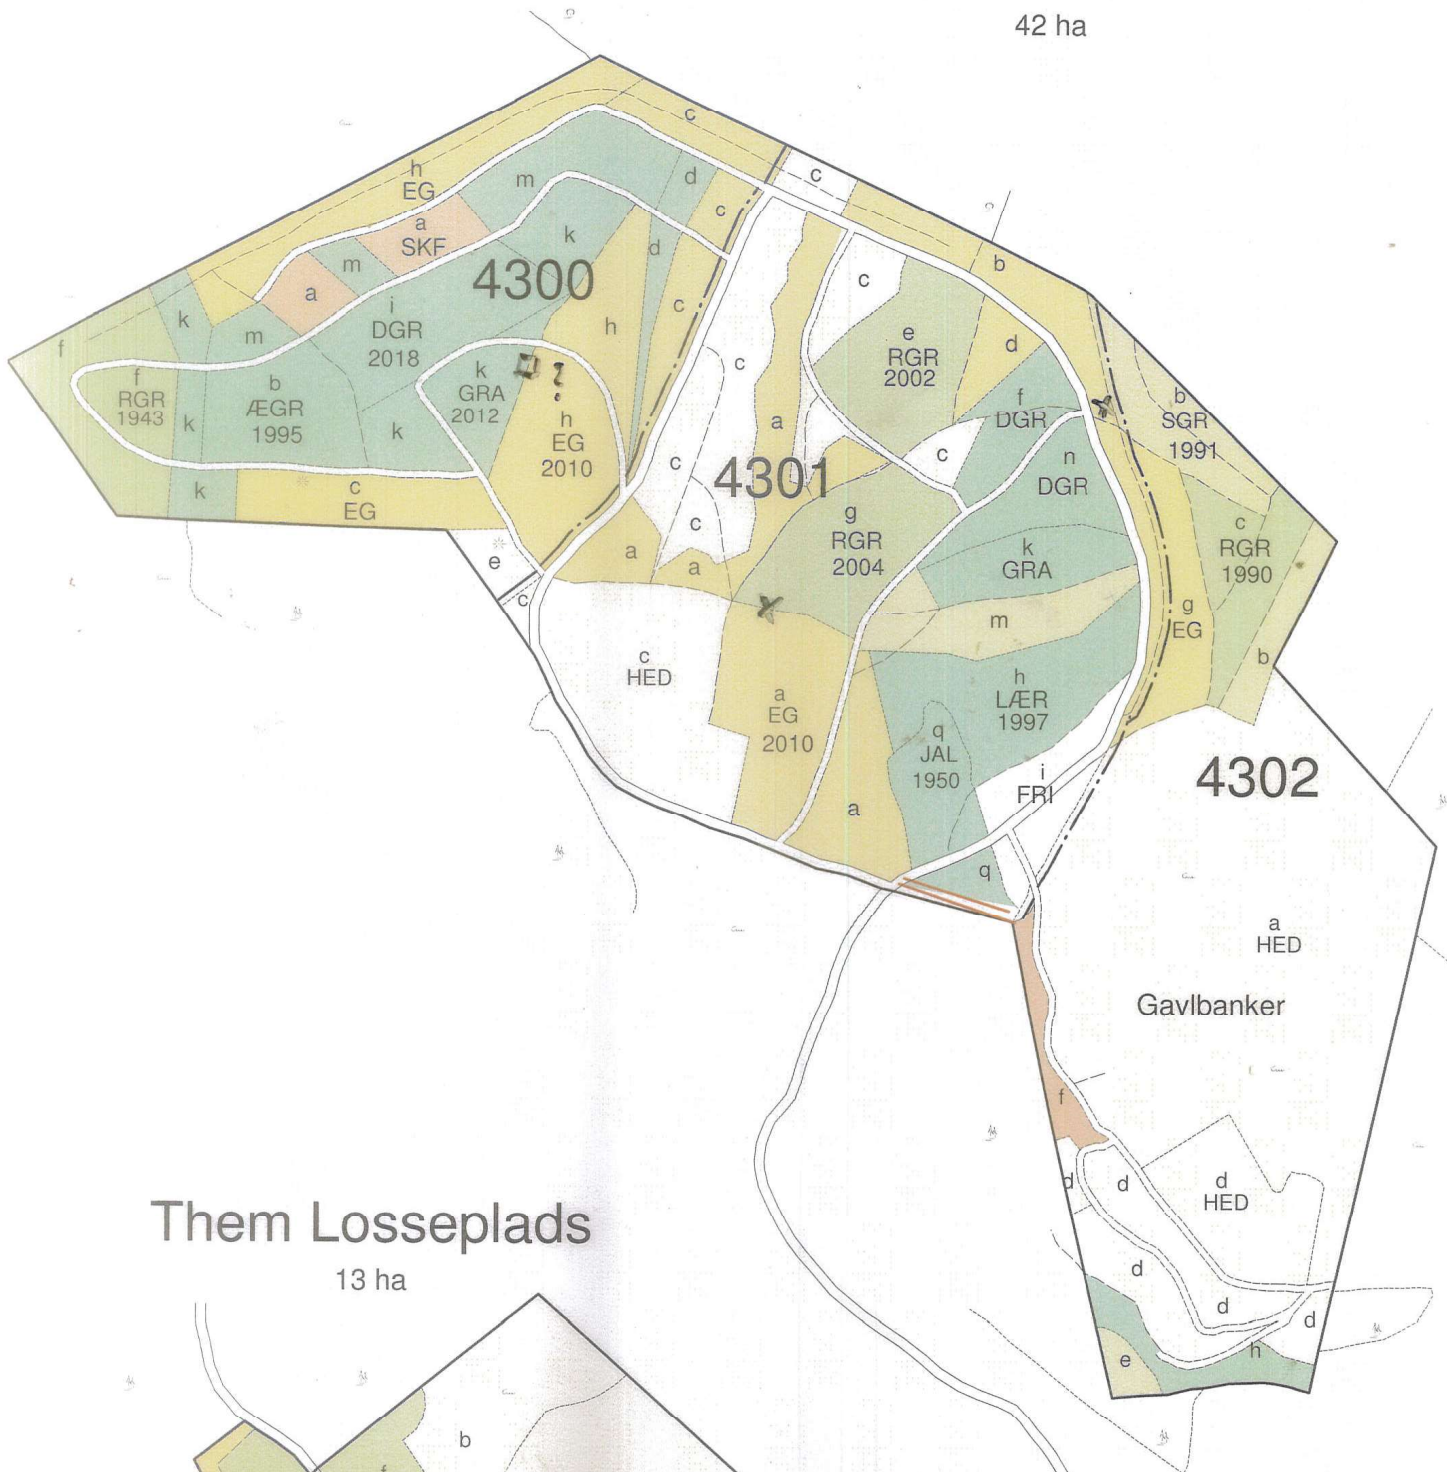 42 ha
c
c
h
EG
m
d
a
SKF
c
k
d
m
4300
c
b
a
c
k
i
DGR
2018
h
c
m
e
RGR
2002
d
f
f
RGR
1943
b
ÆGR
1995
k
GRA
2012
f
DGR
b
SGR
1991
k
k
h
EG
2010
a
c
c
4301
n
DGR
k
c
EG
c
g
RGR
2004
c
RGR
1990
e
a
a
k
GRA
c
m
g
EG
c
HED
b
h
LÆR
1997
a
EG
2010
q
JAL
1950
i
FRI
4302
a
q
a
HED
Gavlbanker
f
d
d
d
HED
Them Losseplads
13 ha
d
d
d
h
e
b
f